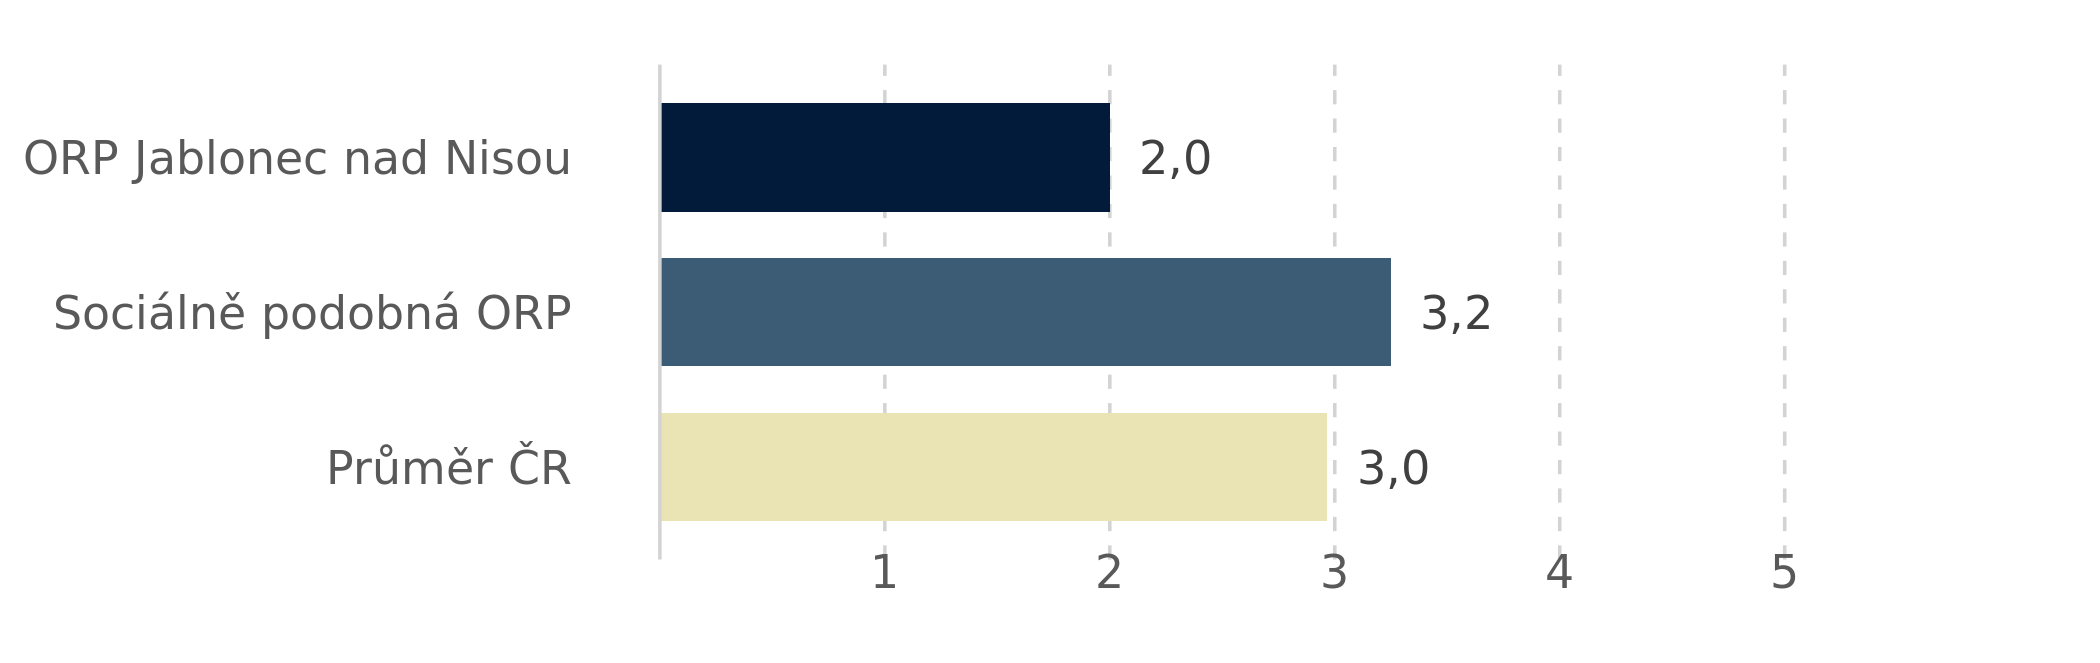 ORP Jablonec nad Nisou 2,0
Sociálně podobná ORP 3,2
Průměr ČR 3,0
1 2 3 4 5